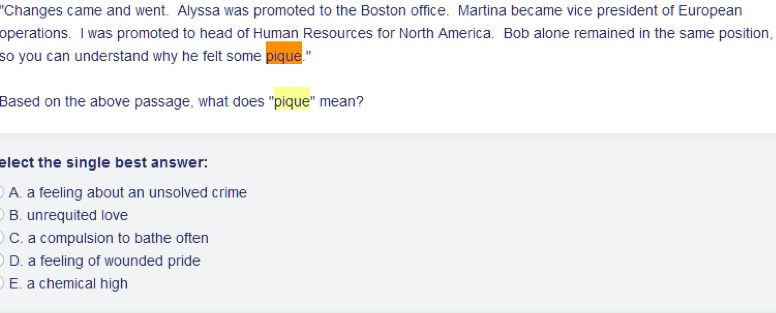 "Changes came and went. Alyssa was promoted to the Boston office. Martina became vice president of European
operations. I was promoted to head of Human Resources for North America. Bob alone remained in the same position,
so you can understand why he felt some pique."
Based on the above passage, what does "pique" mean?
elect the single best answer:
A. a feeling about an unsolved crime
B. unrequited love
C. a compulsion to bathe often
D. a feeling of wounded pride
E. a chemical high